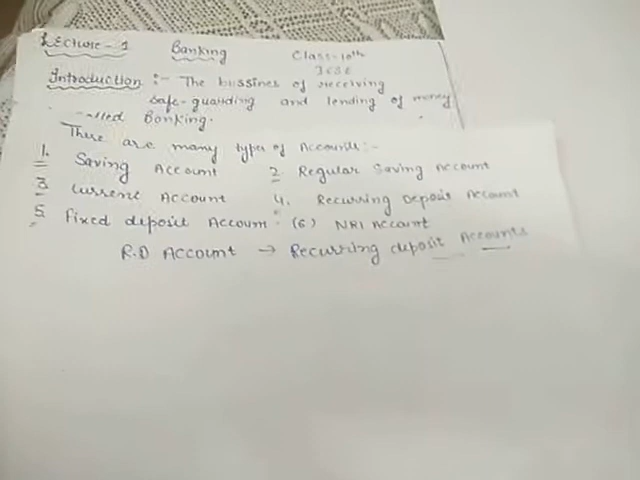 Lecture - 1 Banking Class - 10th
ICSE
Introduction :- The bussines of receiving
safe-guarding and lending of money
called Banking.
There are many types of Accounts :-
1. Saving Account 2. Regular Saving Account
3. Current Account 4. Recurring Deposit Account
5. Fixed deposit Account (6) NRI Account
R.D Account → Recurring deposit Accounts